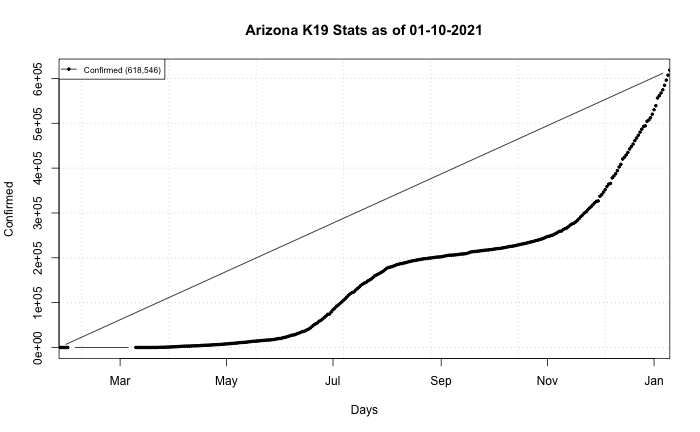 Arizona K19 Stats as of 01-10-2021
Confirmed (618,546)
6e+05
5e+05
4e+05
3e+05
2e+05
1e+05
0e+00
Confirmed
Mar
May
Jul
Sep
Nov
Jan
Days